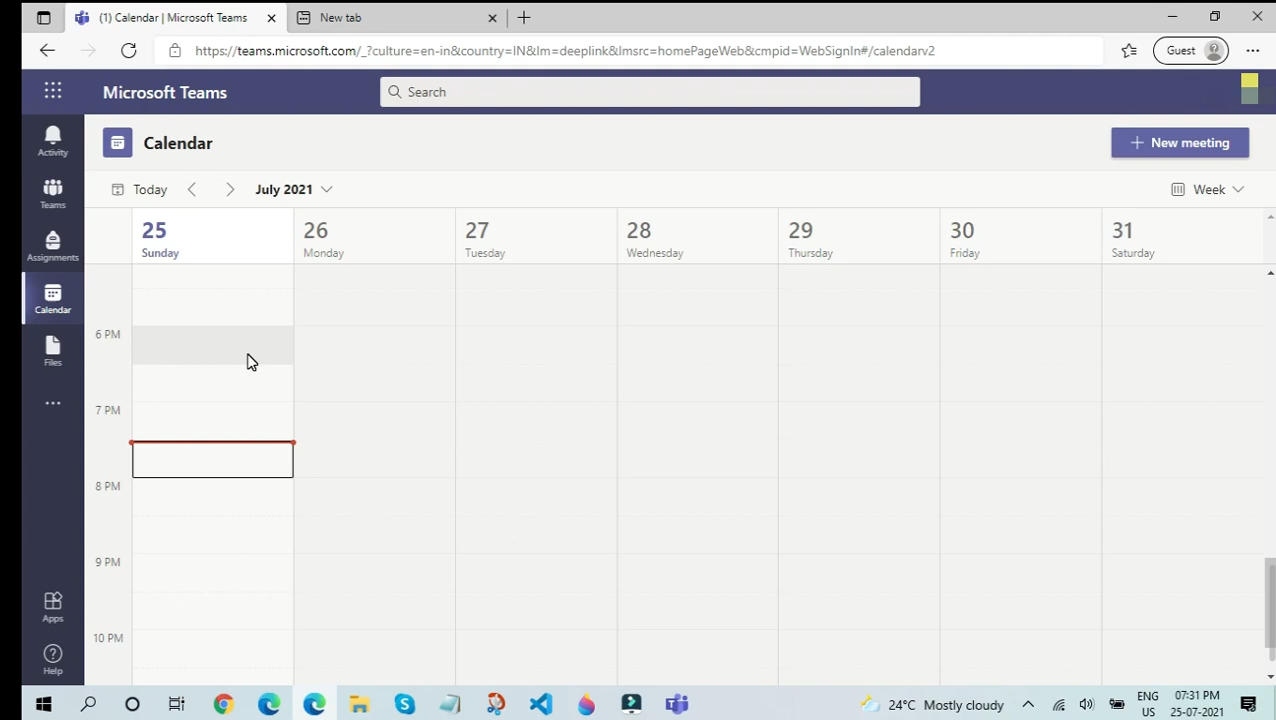 (1) Calendar | Microsoft Teams
New tab
https://teams.microsoft.com/_?culture=en-in&country=IN&lm=deeplink&lmsrc=homePageWeb&cmpid=WebSignIn#/calendarv2
Guest
Microsoft Teams
Search
Activity
Teams
Assignments
Calendar
Files
Apps
Help
Calendar
New meeting
Today
July 2021
Week
25
Sunday
26
Monday
27
Tuesday
28
Wednesday
29
Thursday
30
Friday
31
Saturday
6 PM
7 PM
8 PM
9 PM
10 PM
24°C Mostly cloudy
ENG
US
07:31 PM
25-07-2021